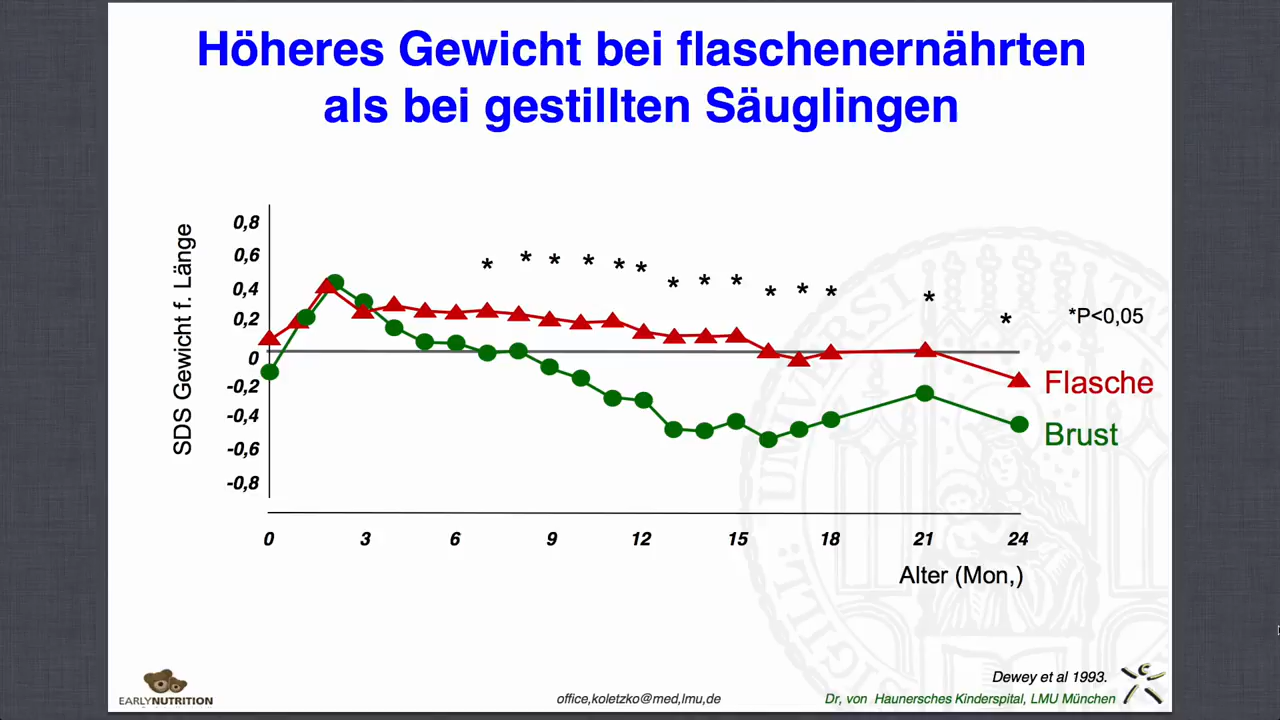 Höheres Gewicht bei flaschenernährten
als bei gestillten Säuglingen
SDS Gewicht f. Länge
0,8
0,6
0,4
0,2
0
-0,2
-0,4
-0,6
-0,8
* * * * * * * * * * * * * *
*P<0,05
Flasche
Brust
0 3 6 9 12 15 18 21 24
Alter (Mon,)
EARLYNUTRITION
office,koletzko@med,lmu,de
Dewey et al 1993.
Dr, von Haunersches Kinderspital, LMU München